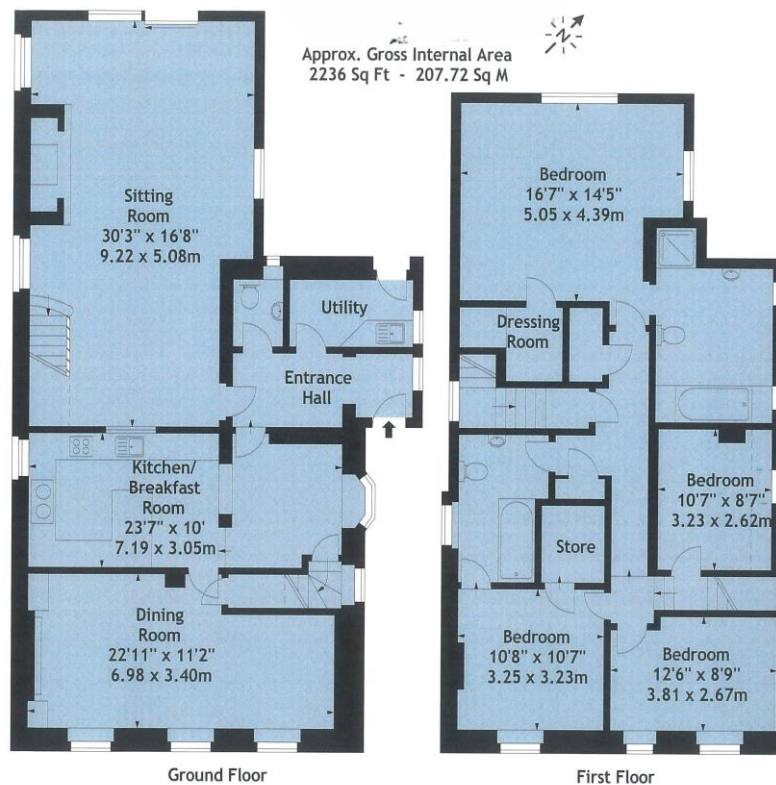 Approx. Gross Internal Area
2236 Sq Ft - 207.72 Sq M
N
Sitting
Room
30'3" x 16'8"
9.22 x 5.08m
Utility
Entrance
Hall
Kitchen/
Breakfast
Room
23'7" x 10'
7.19 x 3.05m
Dining
Room
22'11" x 11'2"
6.98 x 3.40m
Ground Floor
Bedroom
16'7" x 14'5"
5.05 x 4.39m
Dressing
Room
Bedroom
10'7" x 8'7"
3.23 x 2.62m
Store
Bedroom
10'8" x 10'7"
3.25 x 3.23m
Bedroom
12'6" x 8'9"
3.81 x 2.67m
First Floor